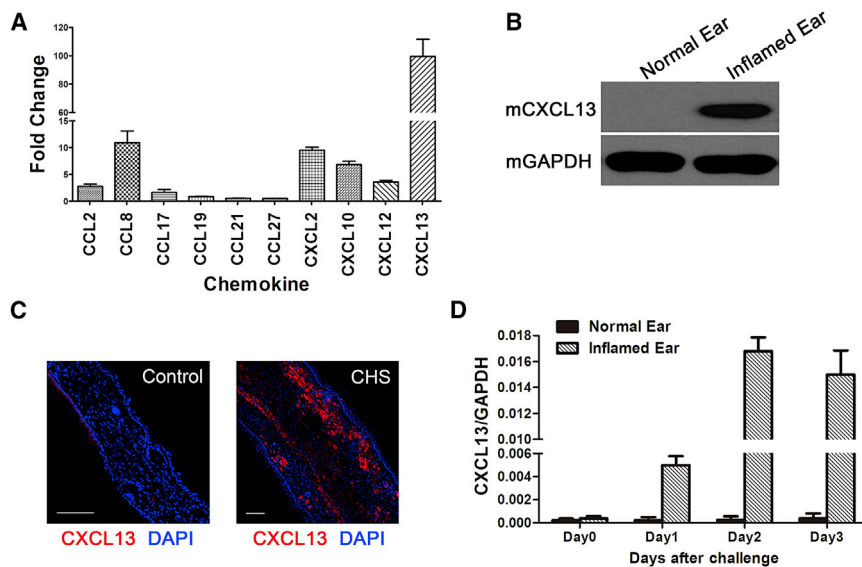 A
Fold Change
120
100
80
60
15
10
5
0
CCL2
CCL8
CCL17
CCL19
CCL21
CCL27
CXCL2
CXCL10
CXCL12
CXCL13
Chemokine
B
Normal Ear
Inflamed Ear
mCXCL13
mGAPDH
C
Control
CHS
CXCL13 DAPI
CXCL13 DAPI
D
Normal Ear
Inflamed Ear
CXCL13/GAPDH
0.018
0.016
0.014
0.012
0.010
0.006
0.004
0.002
0.000
Day0
Day1
Day2
Day3
Days after challenge